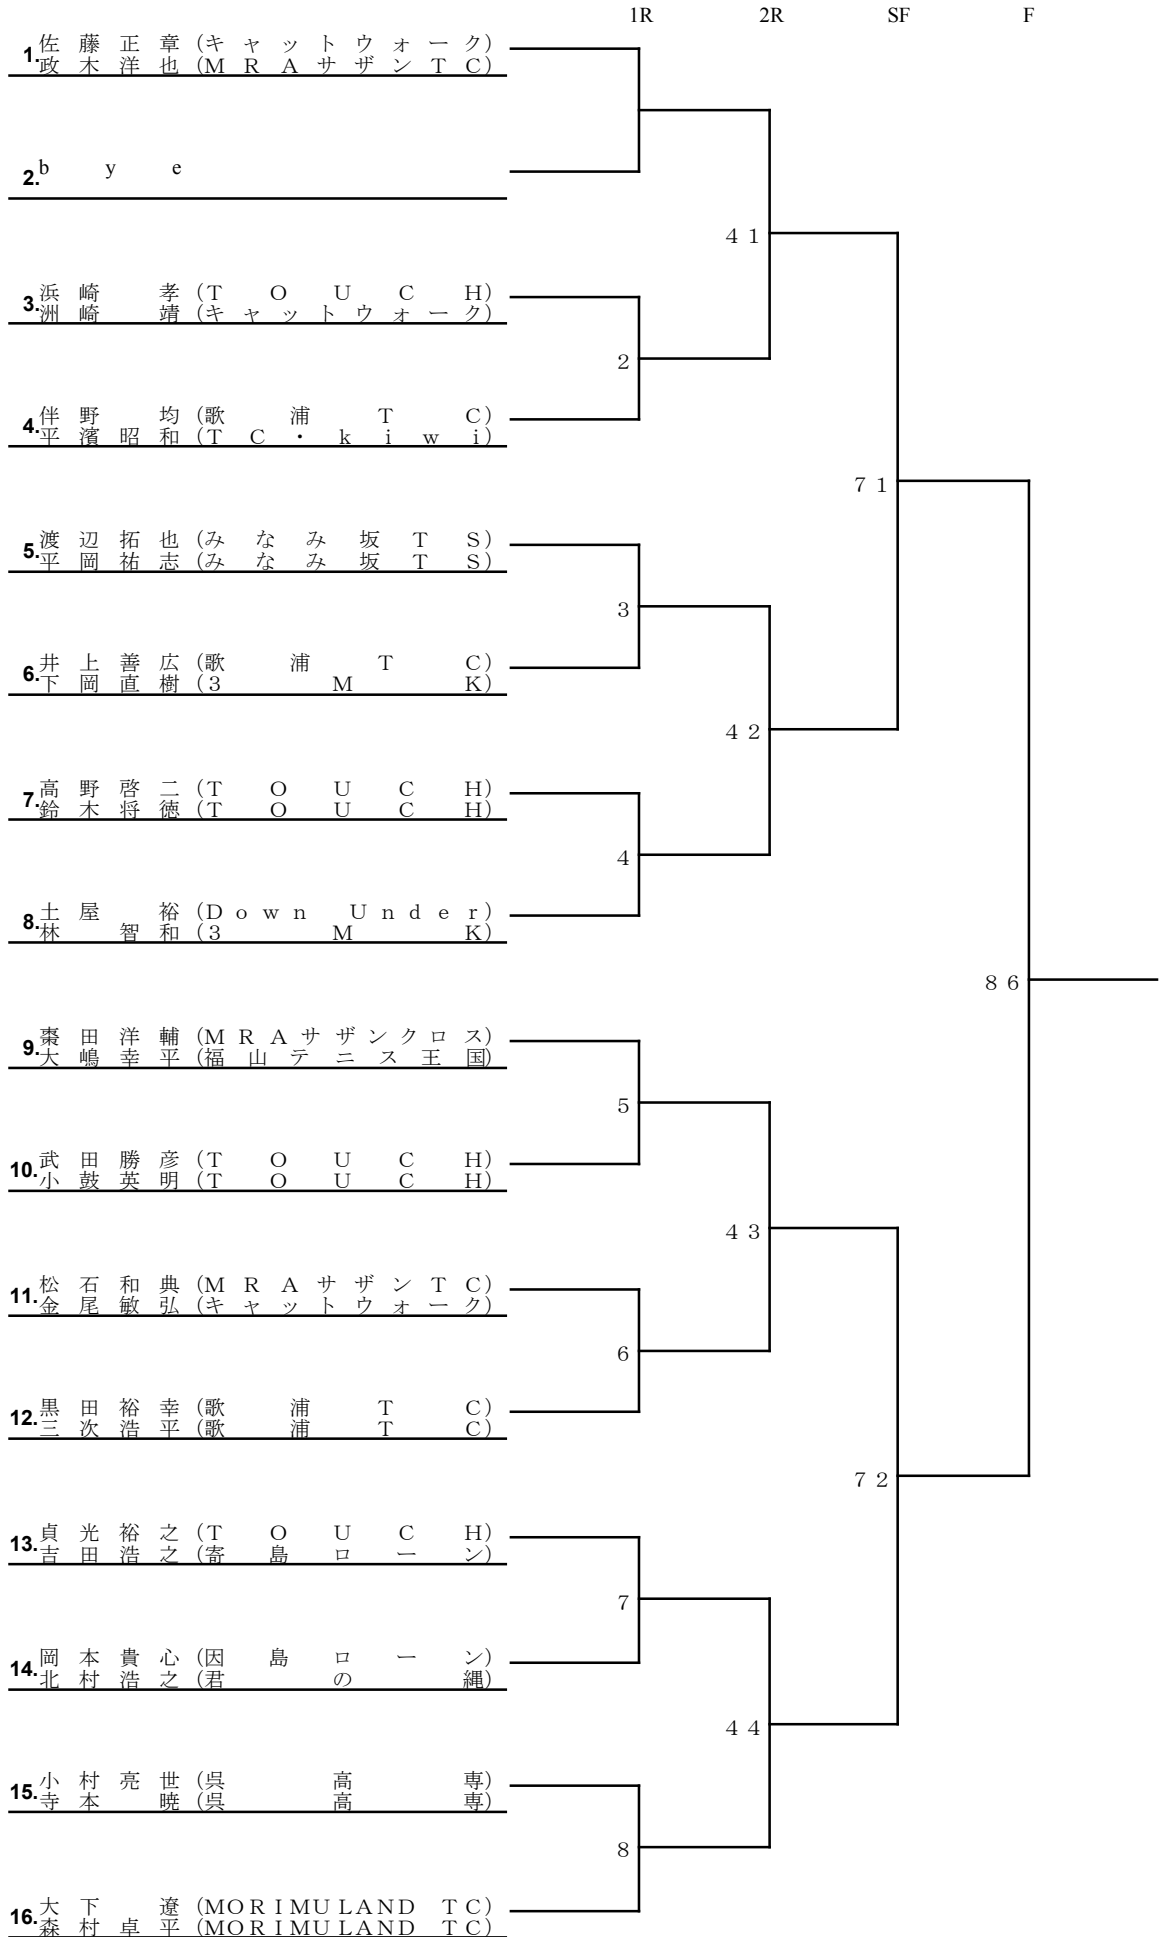 1R 2R SF F
1. 佐藤正章(キャットウォーク)
政木洋也(MRAサザンTC)
2. bye
41
3. 浜崎 孝(TOUCH)
洲崎 靖(キャットウォーク)
2
4. 伴野 均(歌浦TC)
平濱昭和(TC・kiwi)
71
5. 渡辺拓也(みなみ坂TS)
平岡祐志(みなみ坂TS)
3
6. 井上善広(歌浦TC)
下岡直樹(3MK)
42
7. 高野啓二(TOUCH)
鈴木将徳(TOUCH)
4
8. 土屋 裕(Down Under)
林 智和(3MK)
86
9. 棗田洋輔(MRAサザンクロス)
大嶋幸平(福山テニス王国)
5
10. 武田勝彦(TOUCH)
小鼓英明(TOUCH)
43
11. 松石和典(MRAサザンTC)
金尾敏弘(キャットウォーク)
6
12. 黒田裕幸(歌浦TC)
三次浩平(歌浦TC)
72
13. 貞光裕之(TOUCH)
吉田浩之(寄島ローン)
7
14. 岡本貴心(因島ローン)
北村浩之(君の縄)
44
15. 小村亮世(呉高専)
寺本 暁(呉高専)
8
16. 大下 遼(MORIMULAND TC)
森村卓平(MORIMULAND TC)